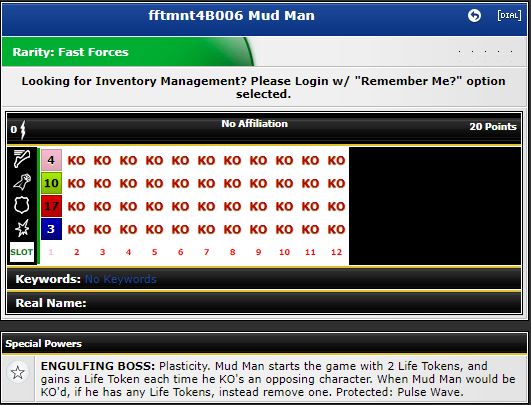 fftmnt4B006 Mud Man
[DIAL]
Rarity: Fast Forces
Looking for Inventory Management? Please Login w/ "Remember Me?" option
selected.
0 No Affiliation 20 Points
4 KO KO KO KO KO KO KO KO KO KO KO
10 KO KO KO KO KO KO KO KO KO KO KO
17 KO KO KO KO KO KO KO KO KO KO KO
3 KO KO KO KO KO KO KO KO KO KO KO
SLOT 1 2 3 4 5 6 7 8 9 10 11 12
Keywords: No Keywords
Real Name:
Special Powers
ENGULFING BOSS: Plasticity. Mud Man starts the game with 2 Life Tokens, and
gains a Life Token each time he KO's an opposing character. When Mud Man would be
KO'd, if he has any Life Tokens, instead remove one. Protected: Pulse Wave.